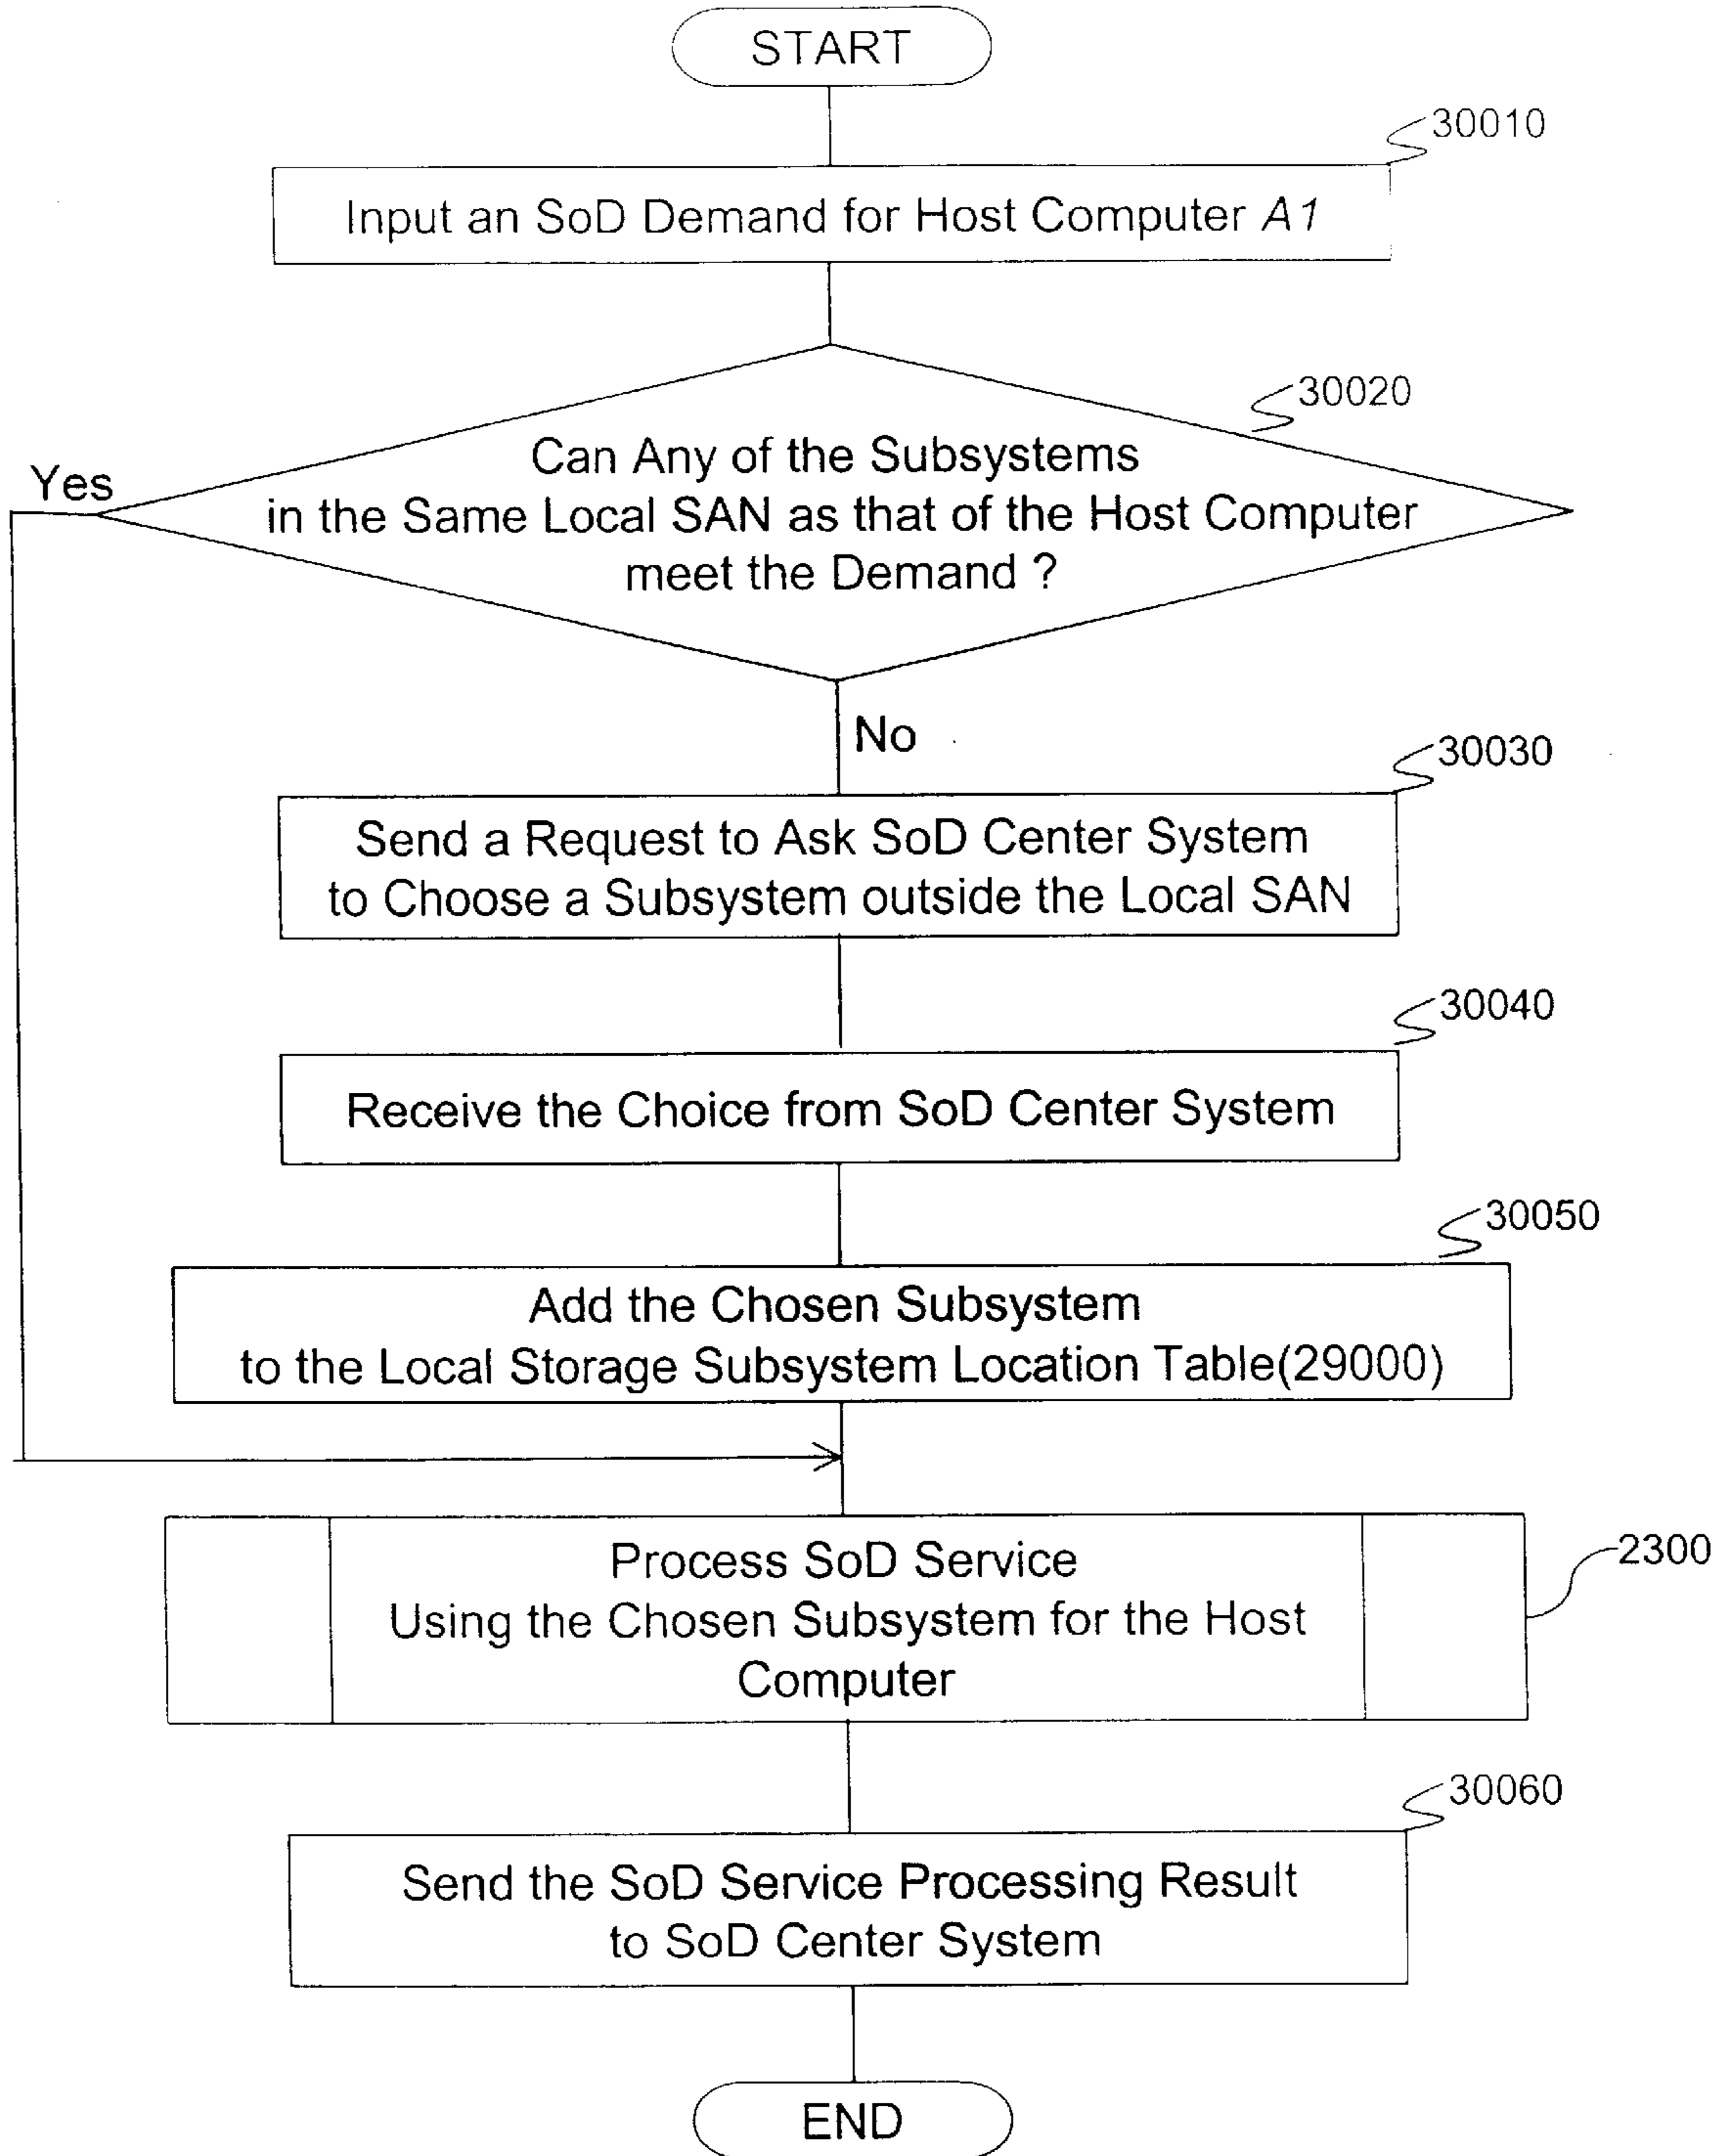 START
30010
Input an SoD Demand for Host Computer A1
30020
Can Any of the Subsystems
in the Same Local SAN as that of the Host Computer
meet the Demand ?
Yes
No
30030
Send a Request to Ask SoD Center System
to Choose a Subsystem outside the Local SAN
30040
Receive the Choice from SoD Center System
30050
Add the Chosen Subsystem
to the Local Storage Subsystem Location Table(29000)
2300
Process SoD Service
Using the Chosen Subsystem for the Host
Computer
30060
Send the SoD Service Processing Result
to SoD Center System
END